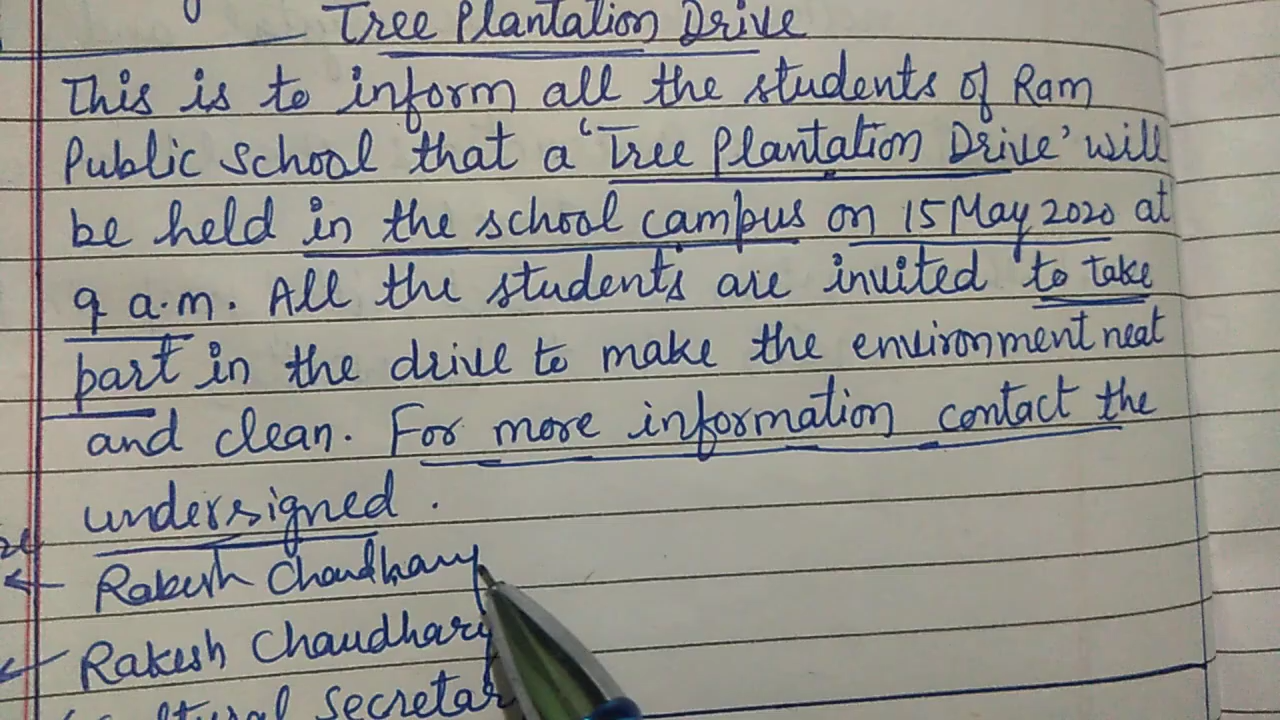 Tree Plantation Drive
This is to inform all the students of Ram
Public School that a 'Tree Plantation Drive' will
be held in the school campus on 15 May 2020 at
9 a.m. All the students are invited to take
part in the drive to make the environment neat
and clean. For more information contact the
undersigned.
Rakesh Chaudhary
Rakesh Chaudhary